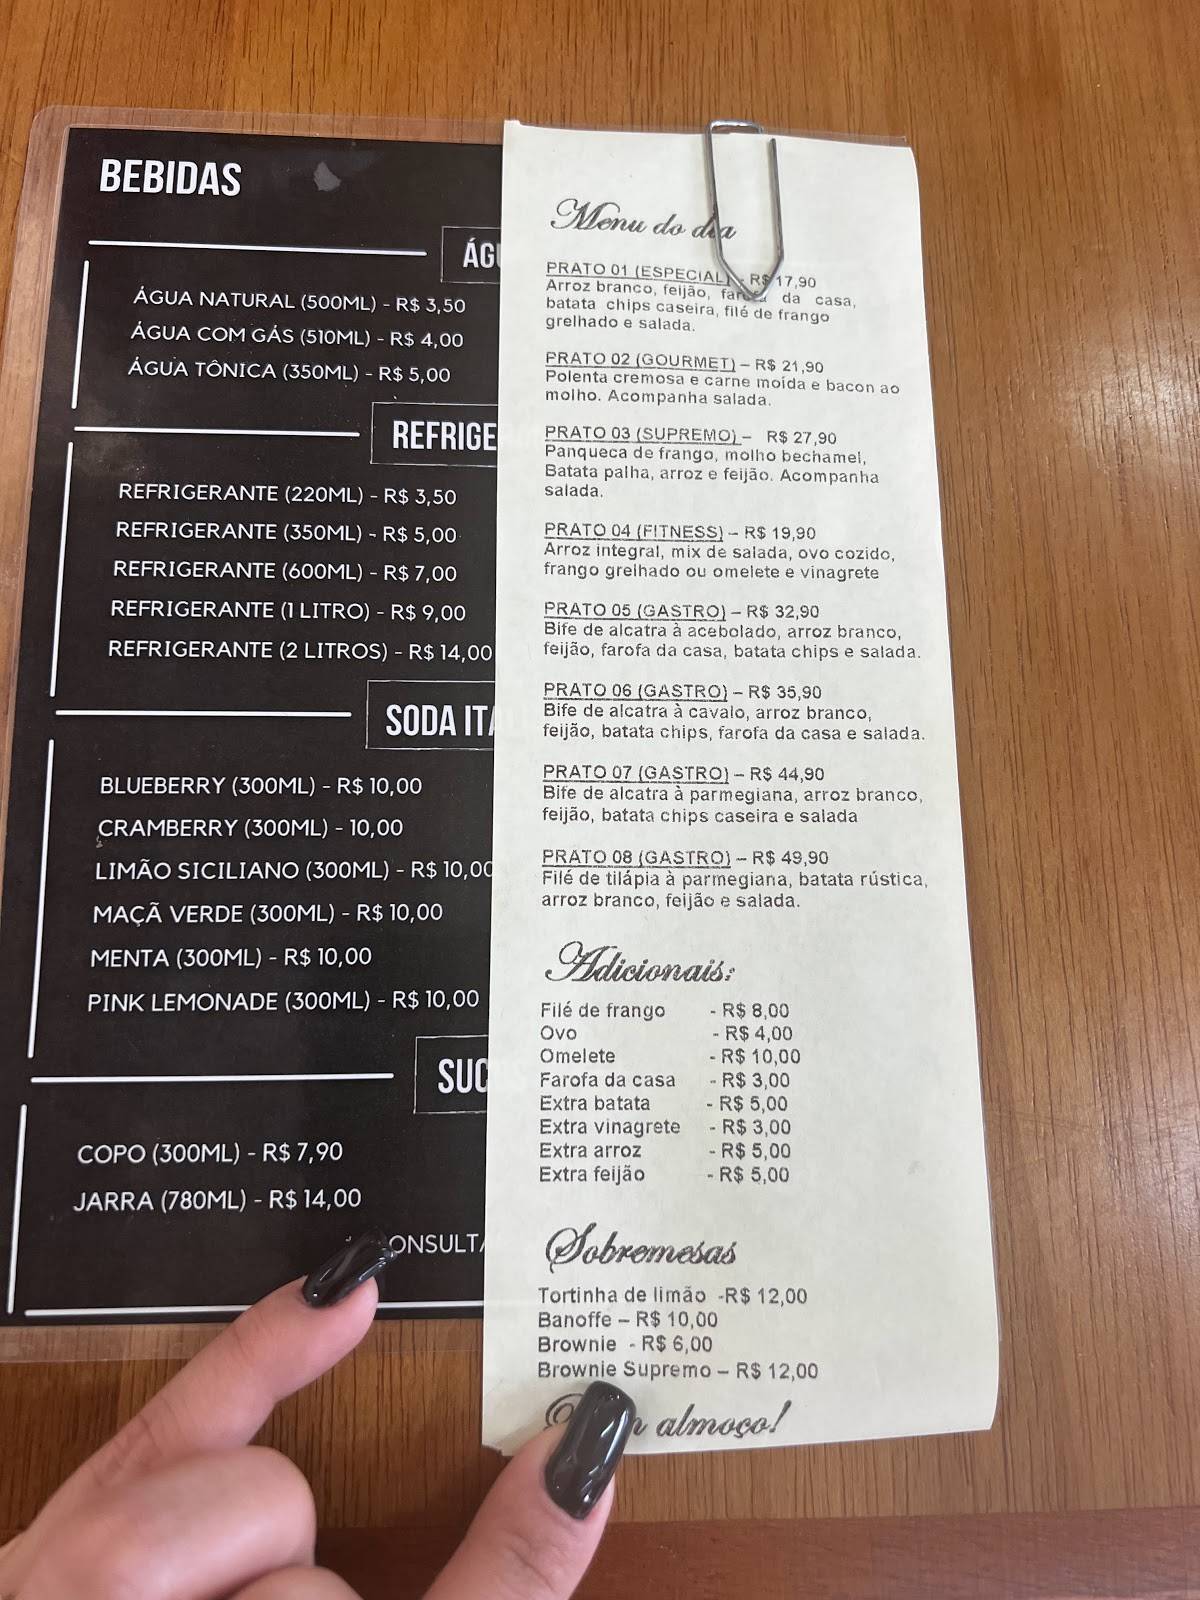 BEBIDAS
ÁGUA NATURAL (500ML) - R$ 3,50
ÁGUA COM GÁS (510ML) - R$ 4,00
ÁGUA TÔNICA (350ML) - R$ 5,00
REFRIGE
REFRIGERANTE (220ML) - R$ 3,50
REFRIGERANTE (350ML) - R$ 5,00
REFRIGERANTE (600ML) - R$ 7,00
REFRIGERANTE (1 LITRO) - R$ 9,00
REFRIGERANTE (2 LITROS) - R$ 14,00
SODA ITA
BLUEBERRY (300ML) - R$ 10,00
CRAMBERRY (300ML) - 10,00
LIMÃO SICILIANO (300ML) - R$ 10,00
MAÇÃ VERDE (300ML) - R$ 10,00
MENTA (300ML) - R$ 10,00
PINK LEMONADE (300ML) - R$ 10,00
SUC
COPO (300ML) - R$ 7,90
JARRA (780ML) - R$ 14,00
ONSULTA
Menu do dia
PRATO 01 (ESPECIAL) - R$ 17,90
Arroz branco, feijão, farofa da casa,
batata chips caseira, filé de frango
grelhado e salada.
PRATO 02 (GOURMET) – R$ 21,90
Polenta cremosa e carne moída e bacon ao
molho. Acompanha salada.
PRATO 03 (SUPREMO) – R$ 27,90
Panqueca de frango, molho bechamel,
Batata palha, arroz e feijão. Acompanha
salada.
PRATO 04 (FITNESS) – R$ 19,90
Arroz integral, mix de salada, ovo cozido,
frango grelhado ou omelete e vinagrete
PRATO 05 (GASTRO) – R$ 32,90
Bife de alcatra à acebolado, arroz branco,
feijão, farofa da casa, batata chips e salada.
PRATO 06 (GASTRO) – R$ 35,90
Bife de alcatra à cavalo, arroz branco,
feijão, batata chips, farofa da casa e salada.
PRATO 07 (GASTRO) – R$ 44,90
Bife de alcatra à parmegiana, arroz branco,
feijão, batata chips caseira e salada
PRATO 08 (GASTRO) – R$ 49,90
Filé de tilápia à parmegiana, batata rústica,
arroz branco, feijão e salada.
Adicionais:
Filé de frango - R$ 8,00
Ovo - R$ 4,00
Omelete - R$ 10,00
Farofa da casa - R$ 3,00
Extra batata - R$ 5,00
Extra vinagrete - R$ 3,00
Extra arroz - R$ 5,00
Extra feijão - R$ 5,00
Sobremesas
Tortinha de limão -R$ 12,00
Banoffe – R$ 10,00
Brownie - R$ 6,00
Brownie Supremo – R$ 12,00
almoço!